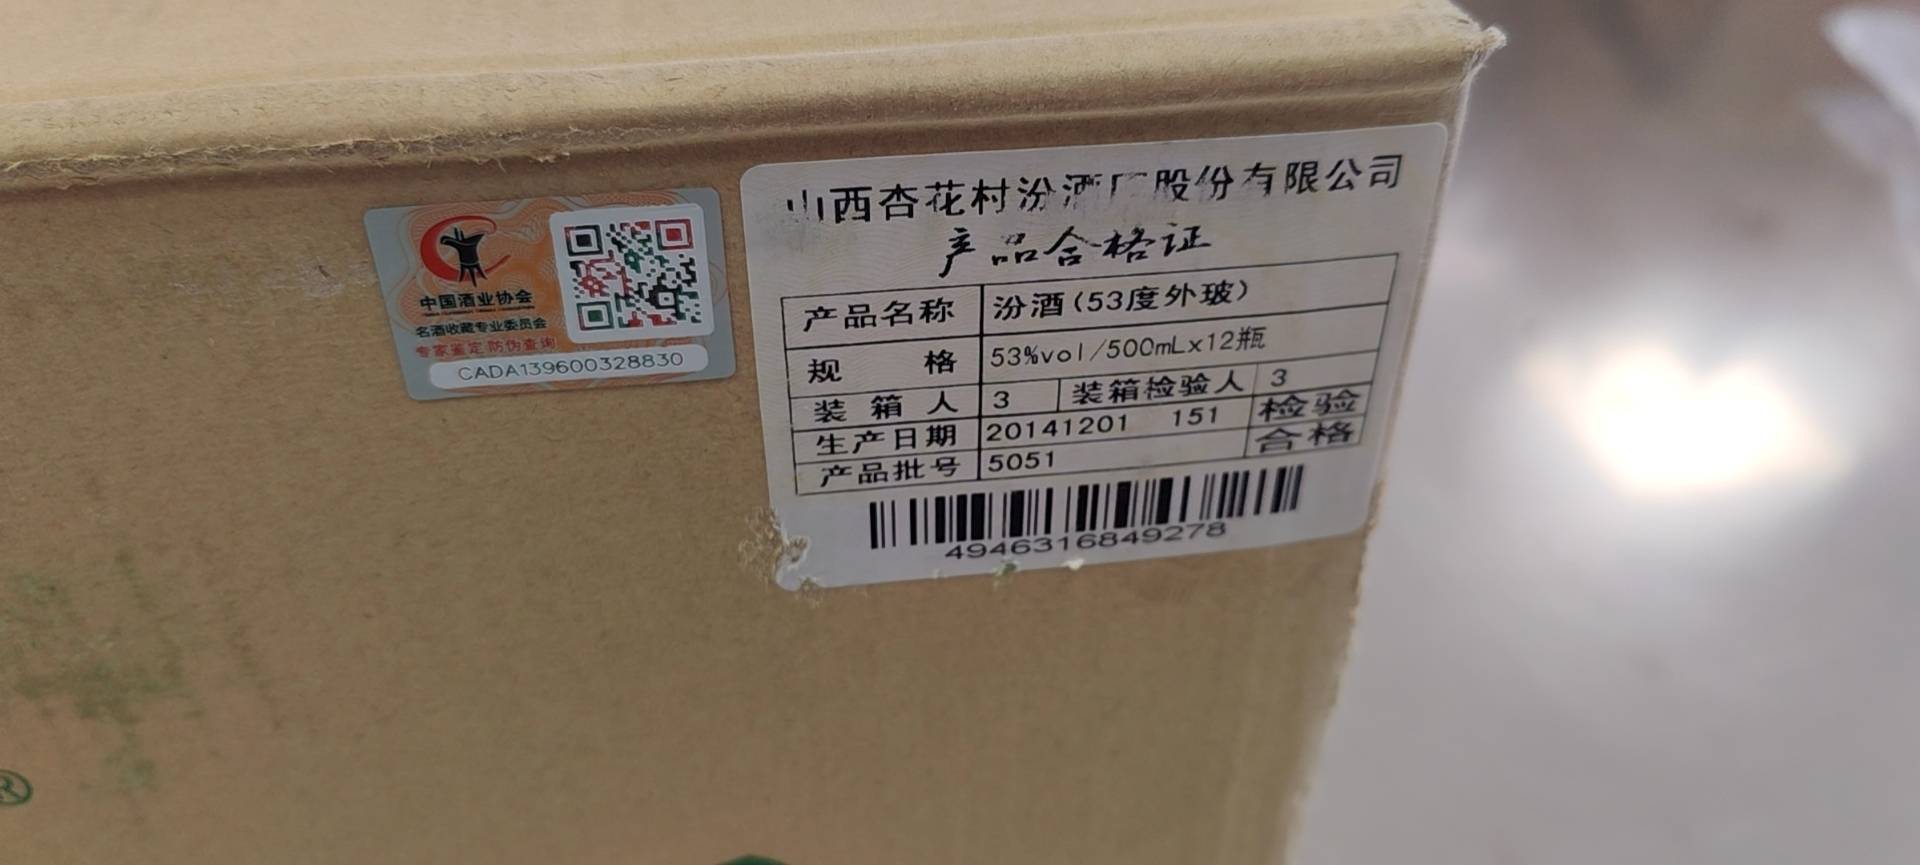 中国酒业协会
名酒收藏专业委员会
专家鉴定 防伪查询
CADA139600328830
山西杏花村汾酒厂股份有限公司
产品合格证
产品名称 汾酒(53度外玻)
规 格 53%vol/500mLx12瓶
装 箱 人 3 装箱检验人 3
生产日期 20141201 151 检验
产品批号 5051 合格
4946316849278
®